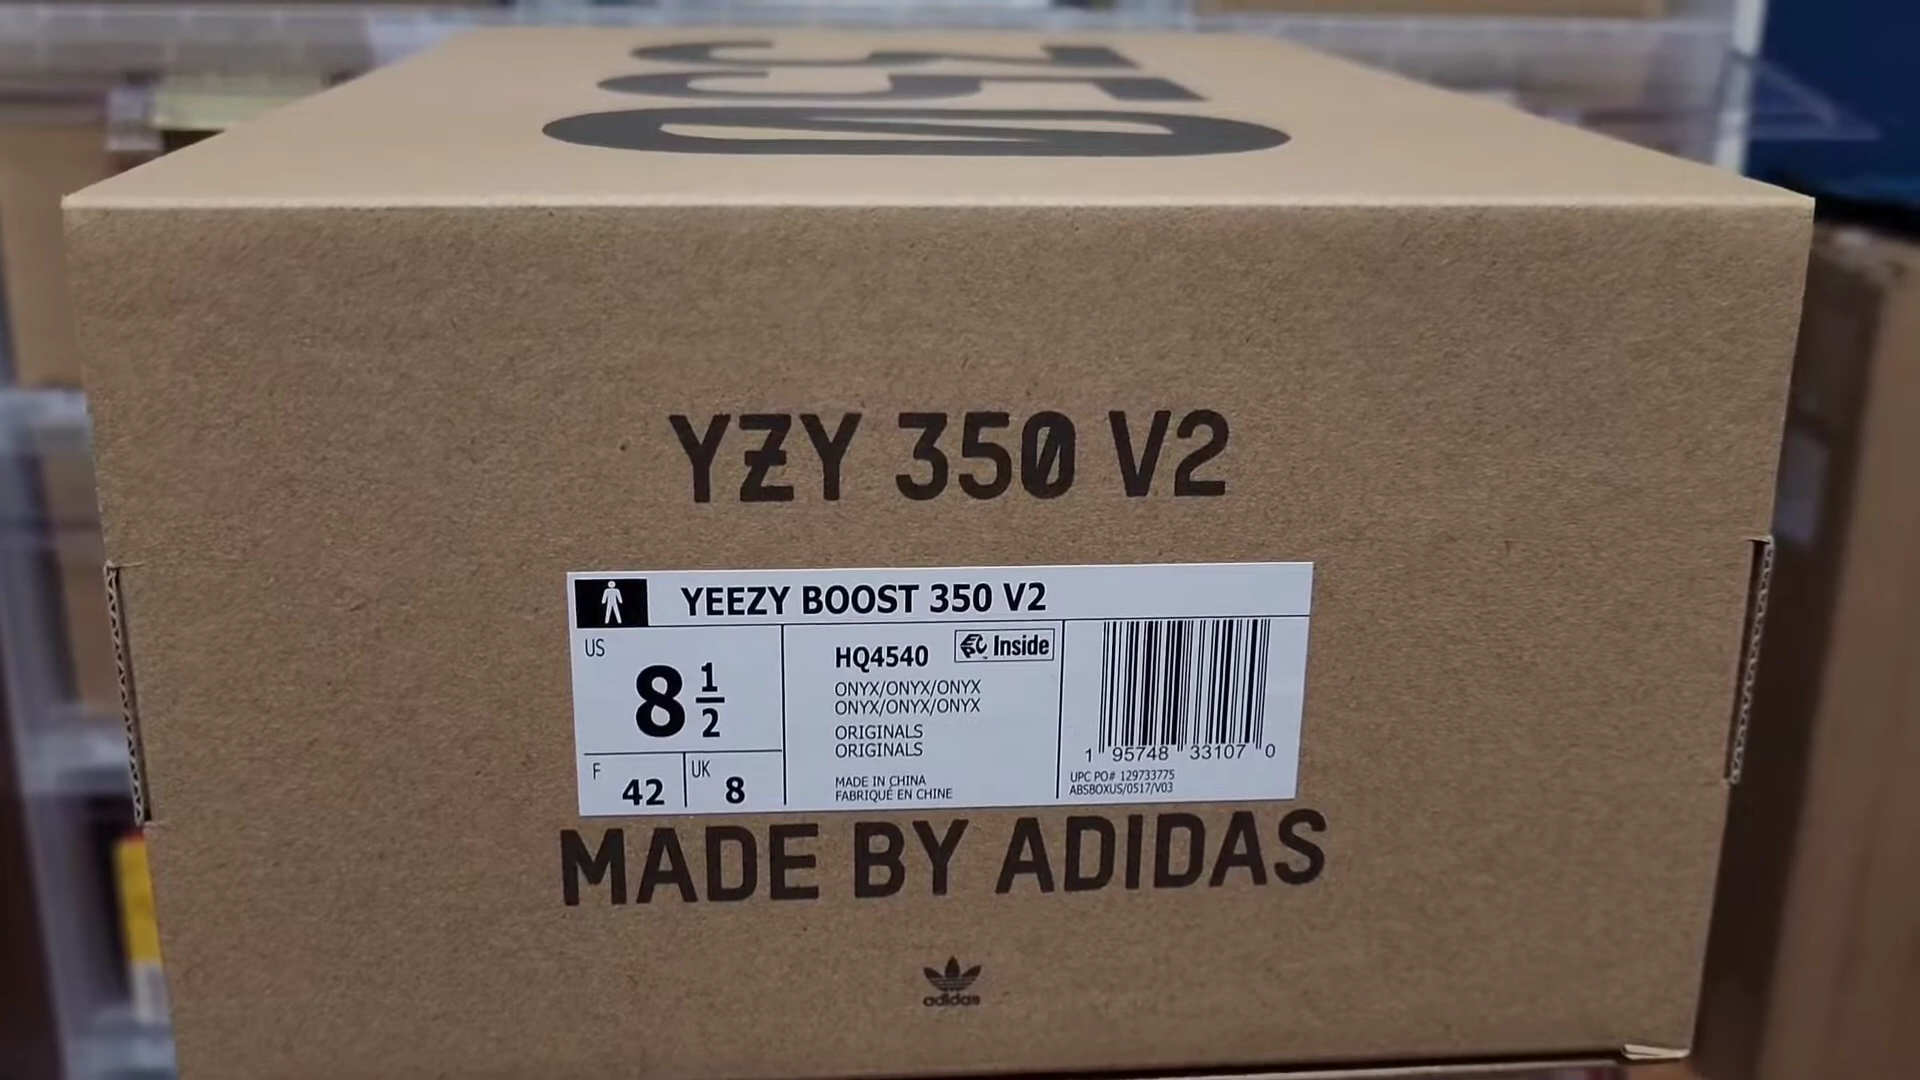 350
YZY 350 V2
YEEZY BOOST 350 V2
US
8 1/2
F 42
UK 8
HQ4540
Inside
ONYX/ONYX/ONYX
ONYX/ONYX/ONYX
ORIGINALS
ORIGINALS
MADE IN CHINA
FABRIQUÉ EN CHINE
1 95748 33107 0
UPC PO# 129733775
ABSBOXUS/0517/V03
MADE BY ADIDAS
adidas